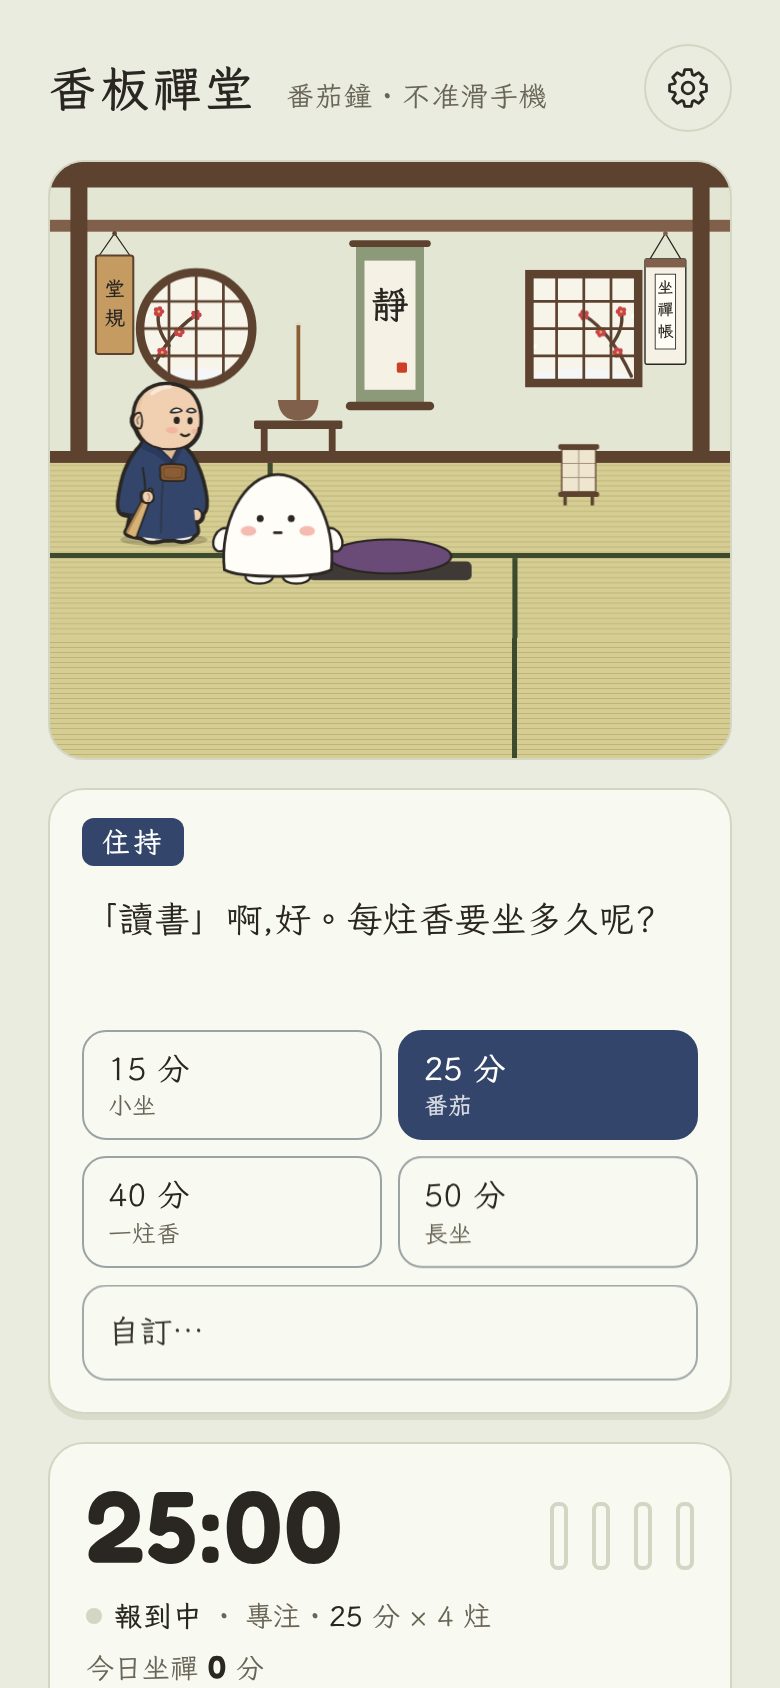 香板禪堂
番茄鐘・不准滑手機
堂規
靜
坐禪帳
住持
「讀書」啊,好。每炷香要坐多久呢?
15 分
小坐
25 分
番茄
40 分
一炷香
50 分
長坐
自訂⋯
25:00
報到中 · 專注・25 分 × 4 炷
今日坐禪 0 分